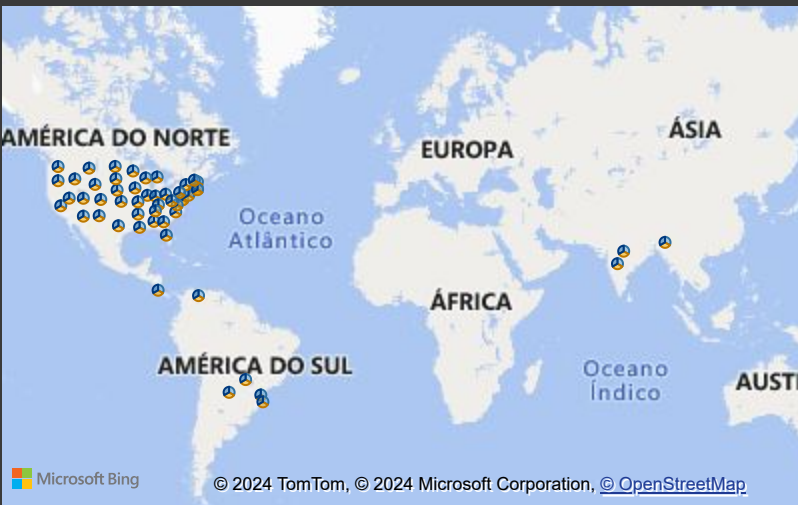 AMÉRICA DO NORTE
EUROPA
ÁSIA
Oceano
Atlântico
ÁFRICA
AMÉRICA DO SUL
Oceano
Índico
AUST
Microsoft Bing
© 2024 TomTom, © 2024 Microsoft Corporation, © OpenStreetMap